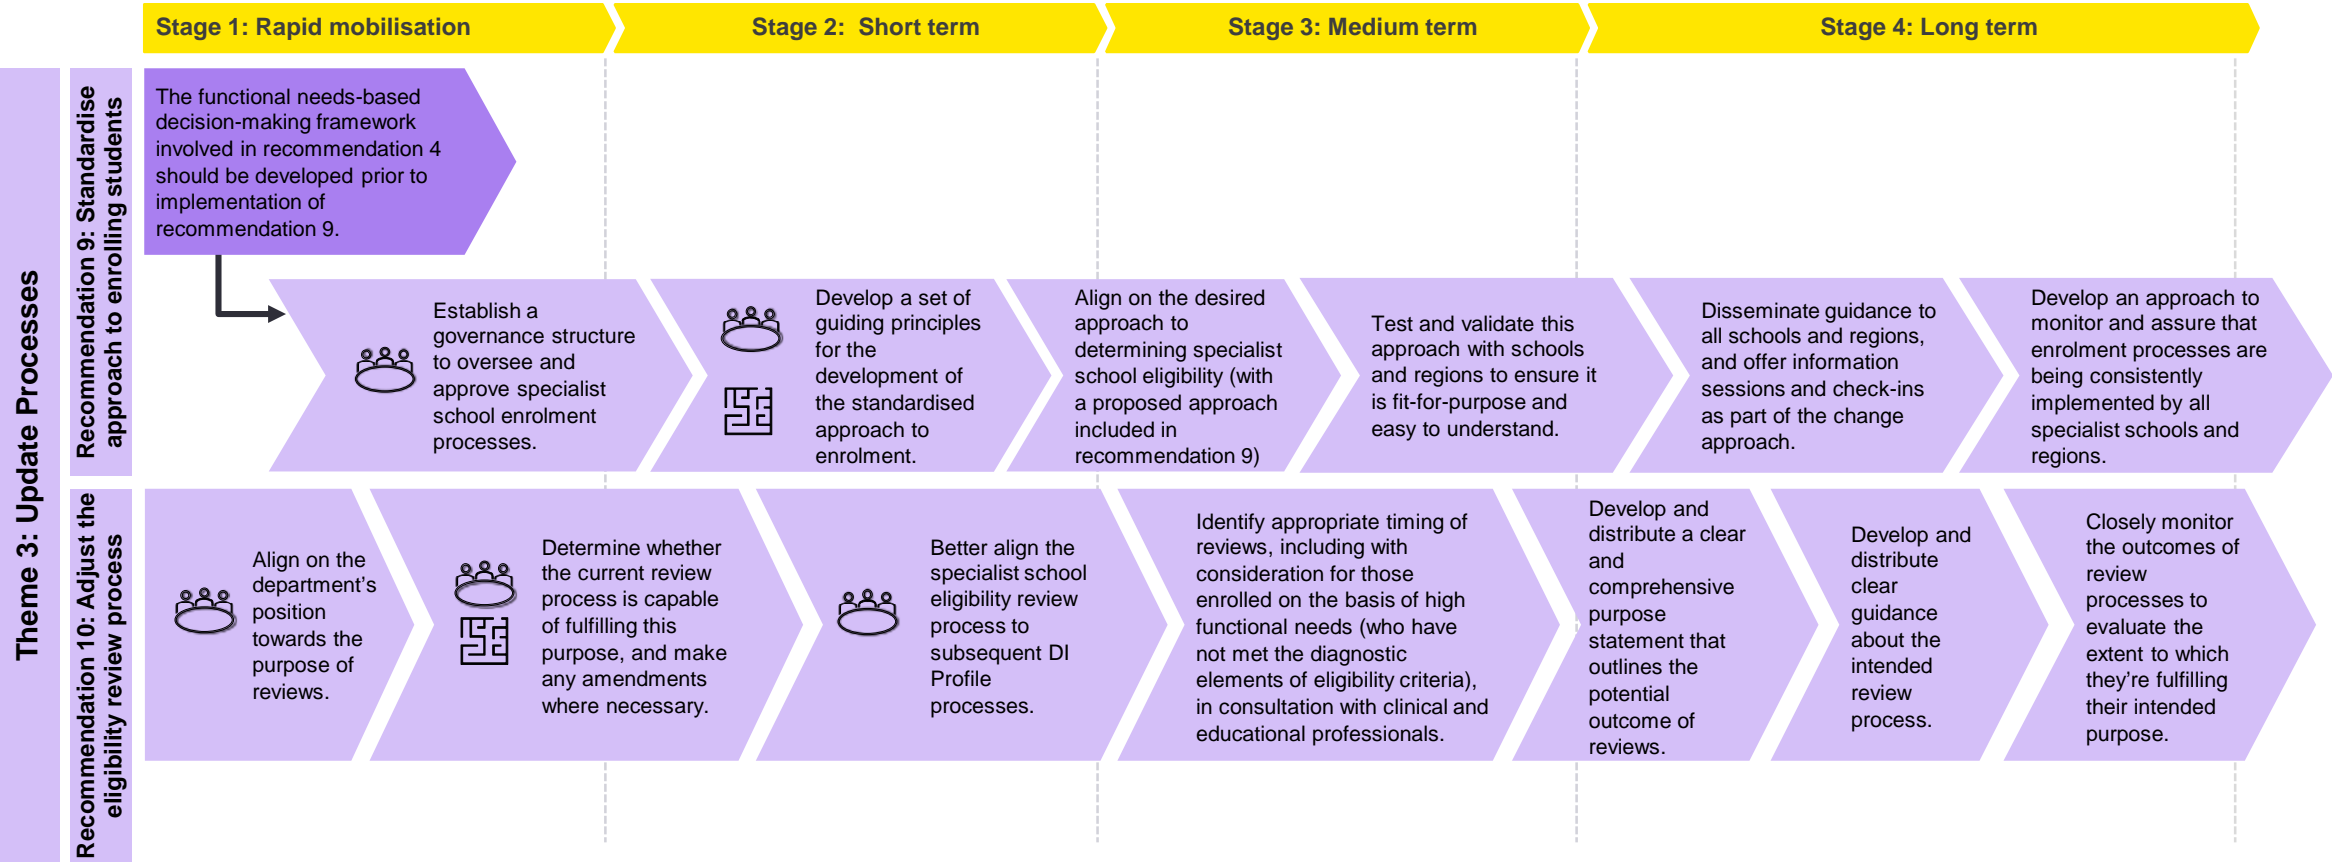 Stage 1: Rapid mobilisation
Stage 2: Short term
Stage 3: Medium term
Stage 4: Long term
Theme 3: Update Processes
Recommendation 9: Standardise
approach to enrolling students
The functional needs-based
decision-making framework
involved in recommendation 4
should be developed prior to
implementation of
recommendation 9.
Establish a
governance structure
to oversee and
approve specialist
school enrolment
processes.
Develop a set of
guiding principles
for the
development of
the standardised
approach to
enrolment.
Align on the desired
approach to
determining specialist
school eligibility (with
a proposed approach
included in
recommendation 9)
Test and validate this
approach with schools
and regions to ensure it
is fit-for-purpose and
easy to understand.
Disseminate guidance to
all schools and regions,
and offer information
sessions and check-ins
as part of the change
approach.
Develop an approach to
monitor and assure that
enrolment processes are
being consistently
implemented by all
specialist schools and
regions.
Recommendation 10: Adjust the
eligibility review process
Align on the
department's
position
towards the
purpose of
reviews.
Determine whether
the current review
process is capable
of fulfilling this
purpose, and make
any amendments
where necessary.
Better align the
specialist school
eligibility review
process to
subsequent DI
Profile
processes.
Identify appropriate timing of
reviews, including with
consideration for those
enrolled on the basis of high
functional needs (who have
not met the diagnostic
elements of eligibility criteria),
in consultation with clinical and
educational professionals.
Develop and
distribute a clear
and
comprehensive
purpose
statement that
outlines the
potential
outcome of
reviews.
Develop and
distribute
clear
guidance
about the
intended
review
process.
Closely monitor
the outcomes of
review
processes to
evaluate the
extent to which
they're fulfilling
their intended
purpose.